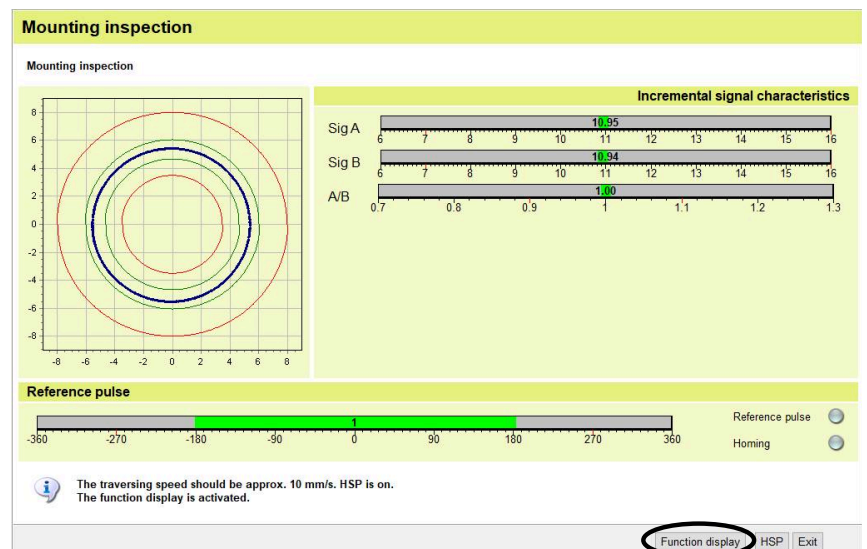 Mounting inspection
Mounting inspection
Incremental signal characteristics
8
6
4
2
0
-2
-4
-6
-8
-8 -6 -4 -2 0 2 4 6 8
Sig A
10.95
6 7 8 9 10 11 12 13 14 15 16
Sig B
10.94
6 7 8 9 10 11 12 13 14 15 16
A/B
1.00
0.7 0.8 0.9 1 1.1 1.2 1.3
Reference pulse
1
-360 -270 -180 -90 0 90 180 270 360
Reference pulse
Homing
The traversing speed should be approx. 10 mm/s. HSP is on.
The function display is activated.
Function display HSP Exit